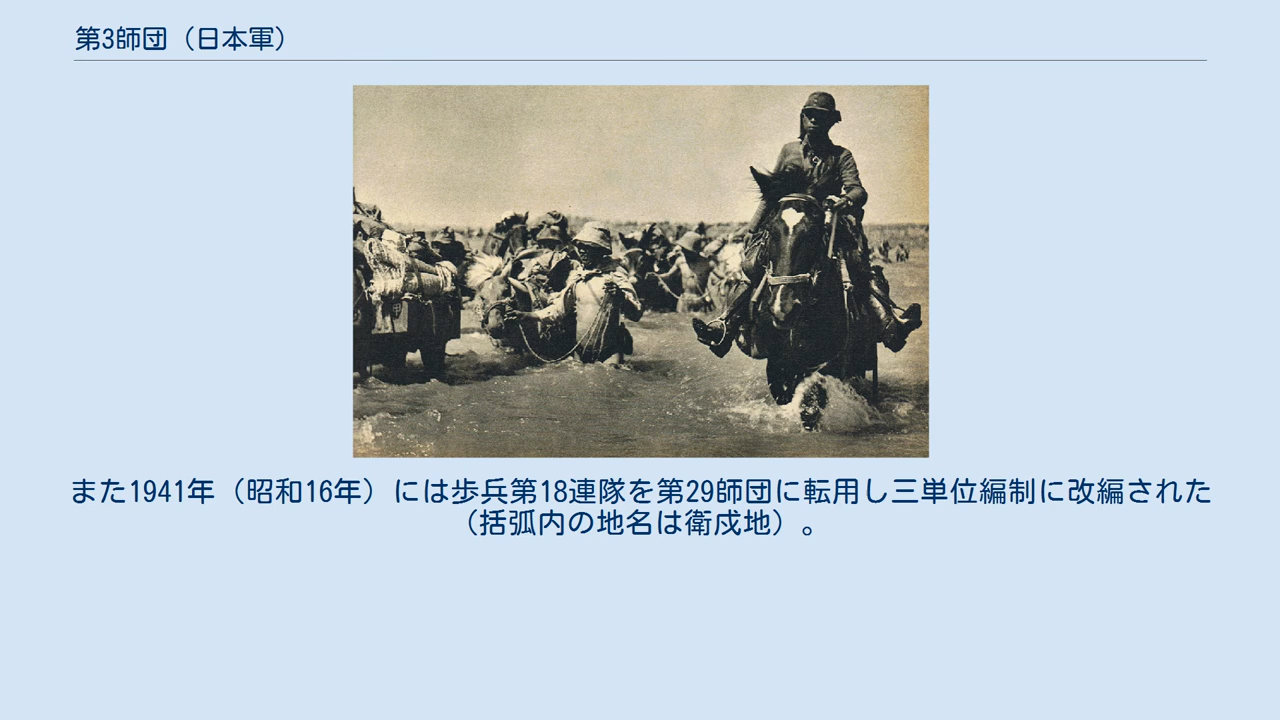 第3師団（日本軍）
また1941年（昭和16年）には歩兵第18連隊を第29師団に転用し三単位編制に改編された
（括弧内の地名は衛戍地）。